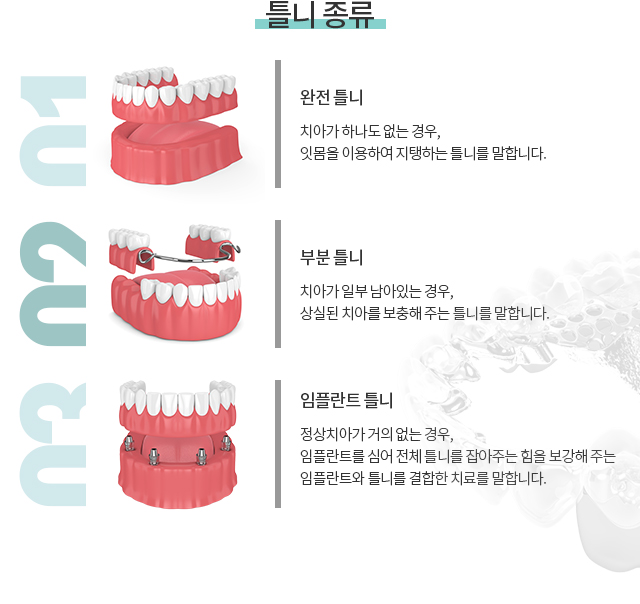 틀니 종류
01
완전 틀니
치아가 하나도 없는 경우,
잇몸을 이용하여 지탱하는 틀니를 말합니다.
02
부분 틀니
치아가 일부 남아있는 경우,
상실된 치아를 보충해 주는 틀니를 말합니다.
03
임플란트 틀니
정상치아가 거의 없는 경우,
임플란트를 심어 전체 틀니를 잡아주는 힘을 보강해 주는
임플란트와 틀니를 결합한 치료를 말합니다.